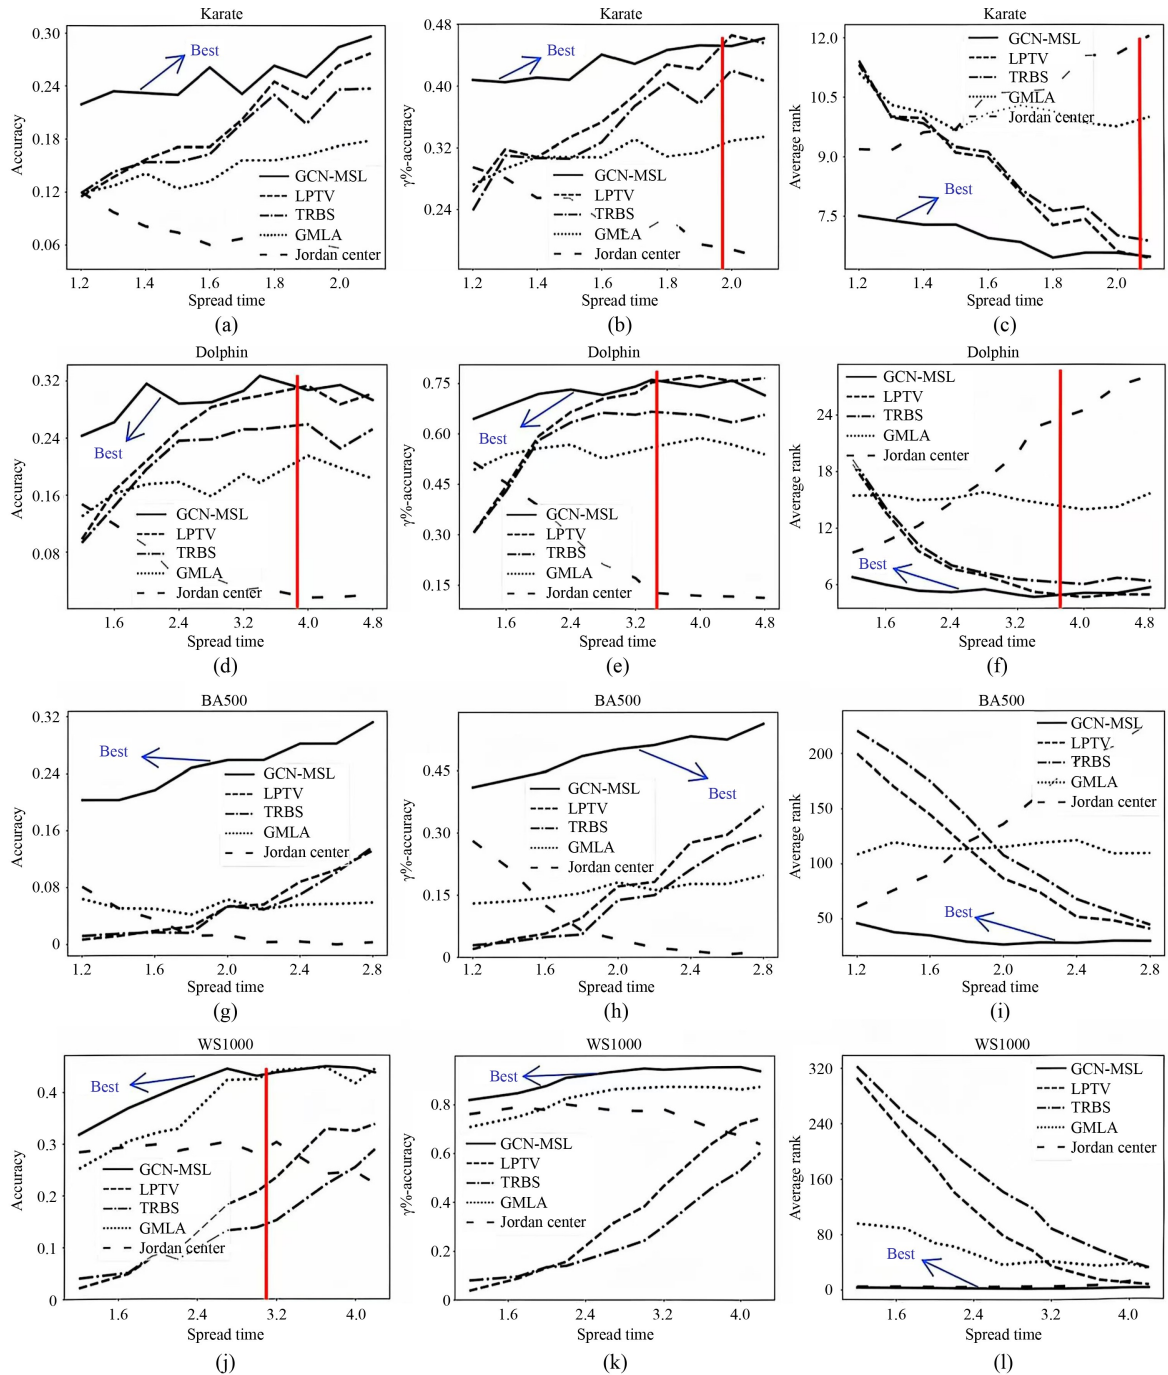 Karate
Accuracy
0.30
0.24
0.18
0.12
0.06
Best
GCN-MSL
LPTV
TRBS
GMLA
Jordan center
1.2 1.4 1.6 1.8 2.0
Spread time
(a)
Karate
γ%-accuracy
0.48
0.40
0.32
0.24
Best
GCN-MSL
LPTV
TRBS
GMLA
Jordan center
1.2 1.4 1.6 1.8 2.0
Spread time
(b)
Karate
Average rank
12.0
10.5
9.0
7.5
Best
GCN-MSL
LPTV
TRBS
GMLA
Jordan center
1.2 1.4 1.6 1.8 2.0
Spread time
(c)
Dolphin
Accuracy
0.32
0.24
0.16
0.08
Best
GCN-MSL
LPTV
TRBS
GMLA
Jordan center
1.6 2.4 3.2 4.0 4.8
Spread time
(d)
Dolphin
γ%-accuracy
0.75
0.60
0.45
0.30
0.15
Best
GCN-MSL
LPTV
TRBS
GMLA
Jordan center
1.6 2.4 3.2 4.0 4.8
Spread time
(e)
Dolphin
Average rank
24
18
12
6
GCN-MSL
LPTV
TRBS
GMLA
Jordan center
Best
1.6 2.4 3.2 4.0 4.8
Spread time
(f)
BA500
Accuracy
0.32
0.24
0.16
0.08
0
Best
GCN-MSL
LPTV
TRBS
GMLA
Jordan center
1.2 1.6 2.0 2.4 2.8
Spread time
(g)
BA500
γ%-accuracy
0.45
0.30
0.15
0
Best
GCN-MSL
LPTV
TRBS
GMLA
Jordan center
1.2 1.6 2.0 2.4 2.8
Spread time
(h)
BA500
Average rank
200
150
100
50
GCN-MSL
LPTV
TRBS
GMLA
Jordan center
Best
1.2 1.6 2.0 2.4 2.8
Spread time
(i)
WS1000
Accuracy
0.4
0.3
0.2
0.1
0
Best
GCN-MSL
LPTV
TRBS
GMLA
Jordan center
1.6 2.4 3.2 4.0
Spread time
(j)
WS1000
γ%-accuracy
0.8
0.6
0.4
0.2
0
Best
GCN-MSL
LPTV
TRBS
GMLA
Jordan center
1.6 2.4 3.2 4.0
Spread time
(k)
WS1000
Average rank
320
240
160
80
0
GCN-MSL
LPTV
TRBS
GMLA
Jordan center
Best
1.6 2.4 3.2 4.0
Spread time
(l)